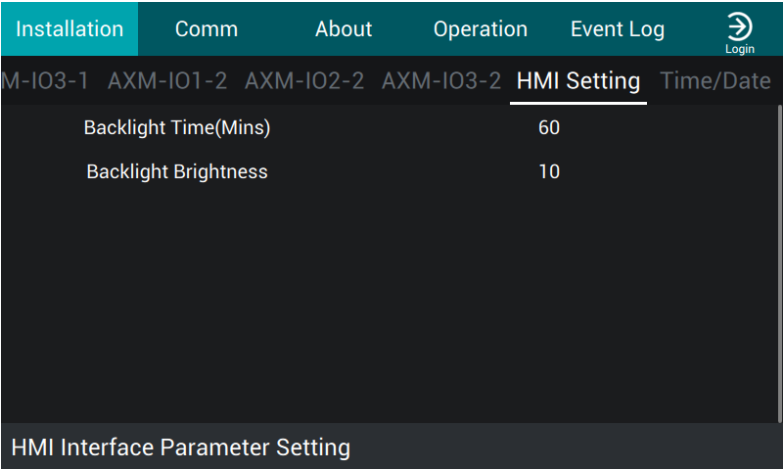 Installation Comm About Operation Event Log Login
M-IO3-1 AXM-IO1-2 AXM-IO2-2 AXM-IO3-2 HMI Setting Time/Date
Backlight Time(Mins) 60
Backlight Brightness 10
HMI Interface Parameter Setting